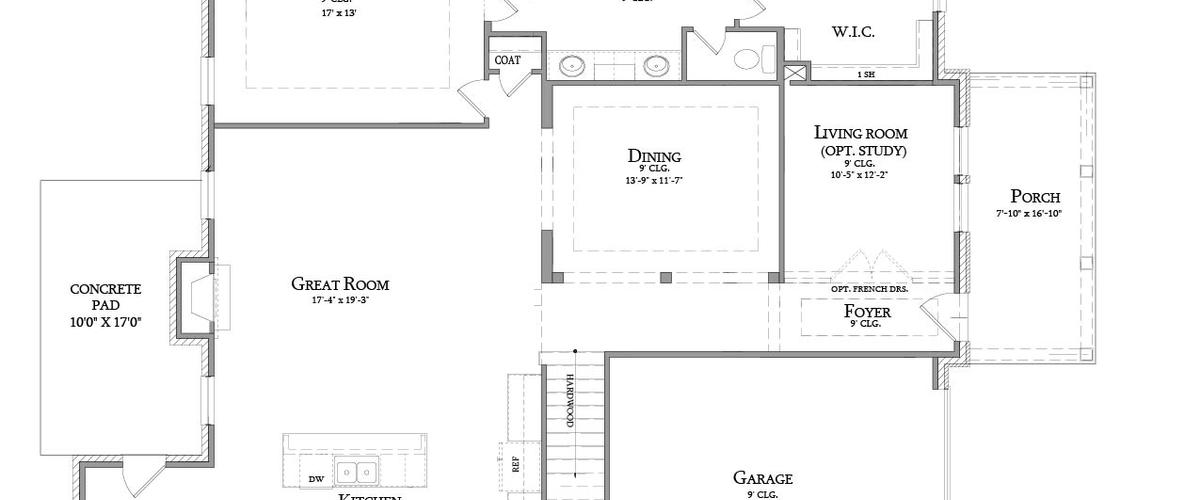 17' x 13'
W.I.C.
COAT
1 SH
LIVING ROOM
(OPT. STUDY)
9' CLG.
10'-5" x 12'-2"
DINING
9' CLG.
13'-9" x 11'-7"
PORCH
7'-10" x 16'-10"
GREAT ROOM
17'-4" x 19'-3"
CONCRETE
PAD
10'0" X 17'0"
OPT. FRENCH DRS.
FOYER
9' CLG.
HARDWOOD
REF
DW
GARAGE
9' CLG.
KITCHEN